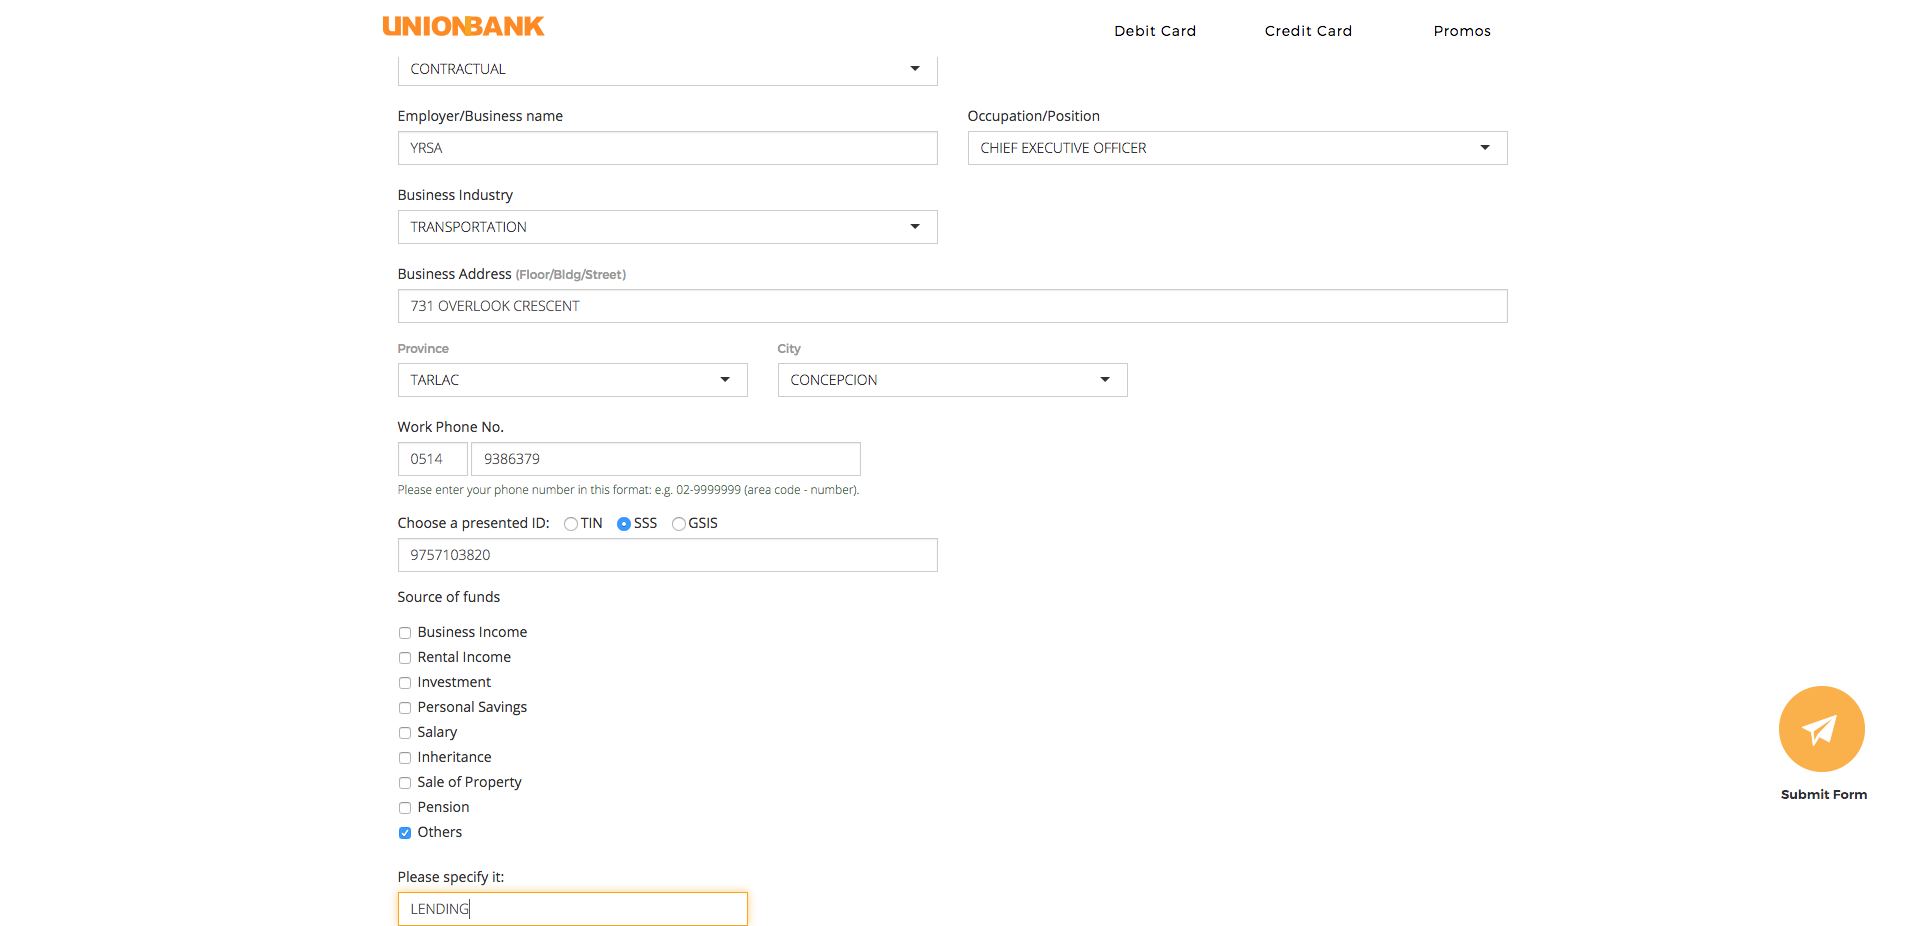 UNIONBANK
Debit Card
Credit Card
Promos
CONTRACTUAL
Employer/Business name
Occupation/Position
YRSA
CHIEF EXECUTIVE OFFICER
Business Industry
TRANSPORTATION
Business Address (Floor/Bldg/Street)
731 OVERLOOK CRESCENT
Province
City
TARLAC
CONCEPCION
Work Phone No.
0514
9386379
Please enter your phone number in this format: e.g. 02-9999999 (area code - number).
Choose a presented ID: TIN SSS GSIS
9757103820
Source of funds
Business Income
Rental Income
Investment
Personal Savings
Salary
Inheritance
Sale of Property
Pension
Others
Submit Form
Please specify it:
LENDING